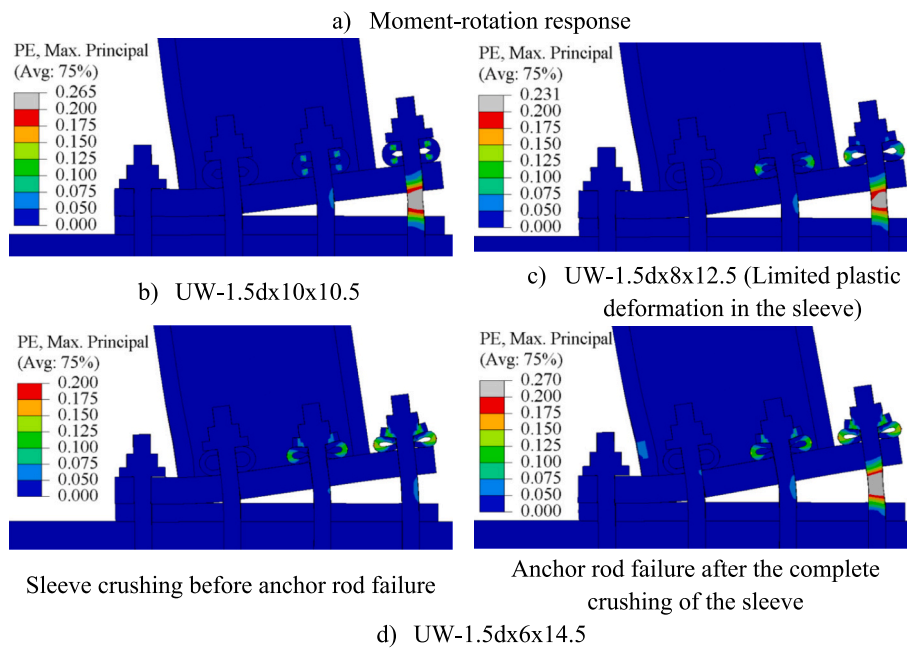 a) Moment-rotation response
PE, Max. Principal
(Avg: 75%)
0.265
0.200
0.175
0.150
0.125
0.100
0.075
0.050
0.000
PE, Max. Principal
(Avg: 75%)
0.231
0.200
0.175
0.150
0.125
0.100
0.075
0.050
0.000
b) UW-1.5dx10x10.5
c) UW-1.5dx8x12.5 (Limited plastic
deformation in the sleeve)
PE, Max. Principal
(Avg: 75%)
0.200
0.175
0.150
0.125
0.100
0.075
0.050
0.000
PE, Max. Principal
(Avg: 75%)
0.270
0.200
0.175
0.150
0.125
0.100
0.075
0.050
0.000
Sleeve crushing before anchor rod failure
Anchor rod failure after the complete
crushing of the sleeve
d) UW-1.5dx6x14.5